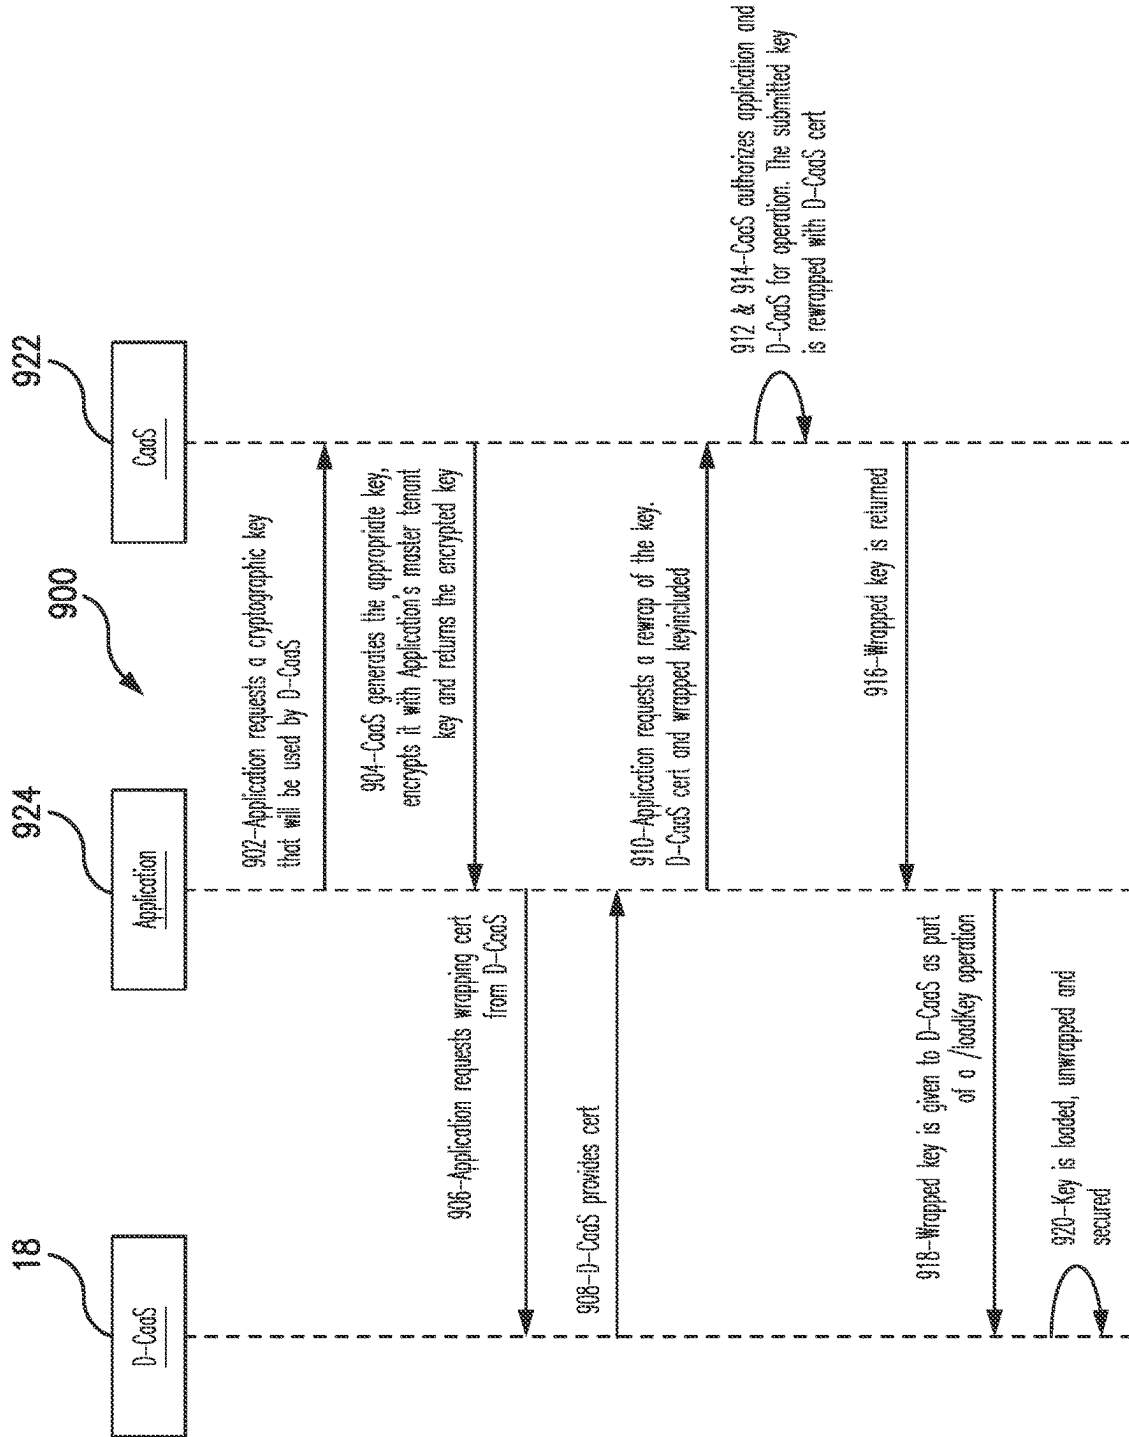 900
18
D-CaaS
924
Application
922
CaaS
902-Application requests a cryptographic key
that will be used by D-CaaS
904-CaaS generates the appropriate key,
encrypts it with Application's master tenant
key and returns the encrypted key
906-Application requests wrapping cert
from D-CaaS
908-D-CaaS provides cert
910-Application requests a rewrap of the key.
D-CaaS cert and wrapped keyincluded
912 & 914-CaaS authorizes application and
D-CaaS for operation. The submitted key
is rewrapped with D-CaaS cert
916-Wrapped key is returned
918-Wrapped key is given to D-CaaS as part
of a /loadKey operation
920-Key is loaded, unwrapped and
secured